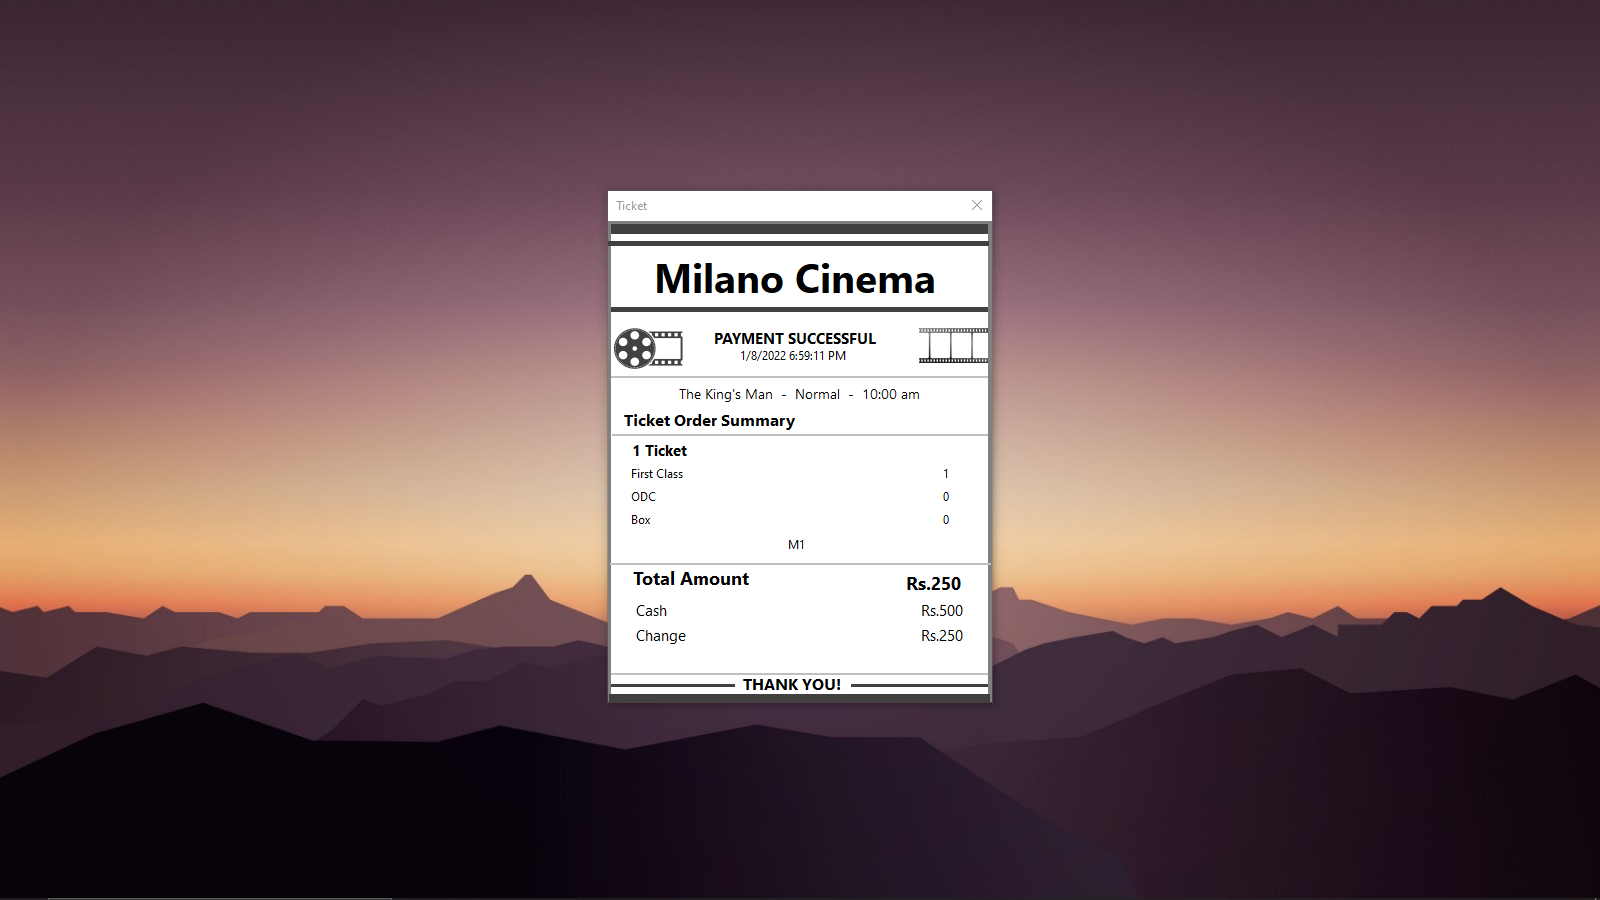 Ticket
Milano Cinema
PAYMENT SUCCESSFUL
1/8/2022 6:59:11 PM
The King's Man - Normal - 10:00 am
Ticket Order Summary
1 Ticket
First Class 1
ODC 0
Box 0
M1
Total Amount Rs.250
Cash Rs.500
Change Rs.250
THANK YOU!